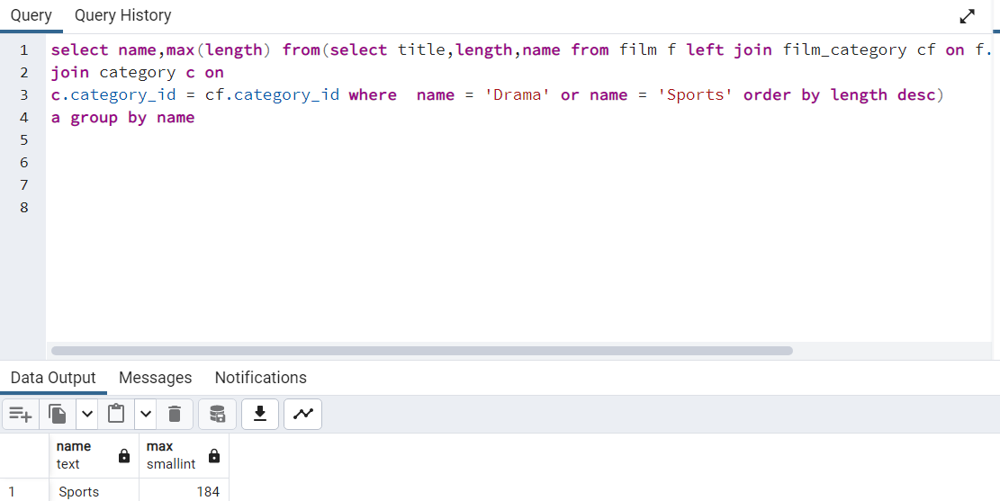 Query Query History
1 select name,max(length) from(select title,length,name from film f left join film_category cf on f.
2 join category c on
3 c.category_id = cf.category_id where  name = 'Drama' or name = 'Sports' order by length desc)
4 a group by name
5
6
7
8
Data Output Messages Notifications
name max
text smallint
1 Sports 184